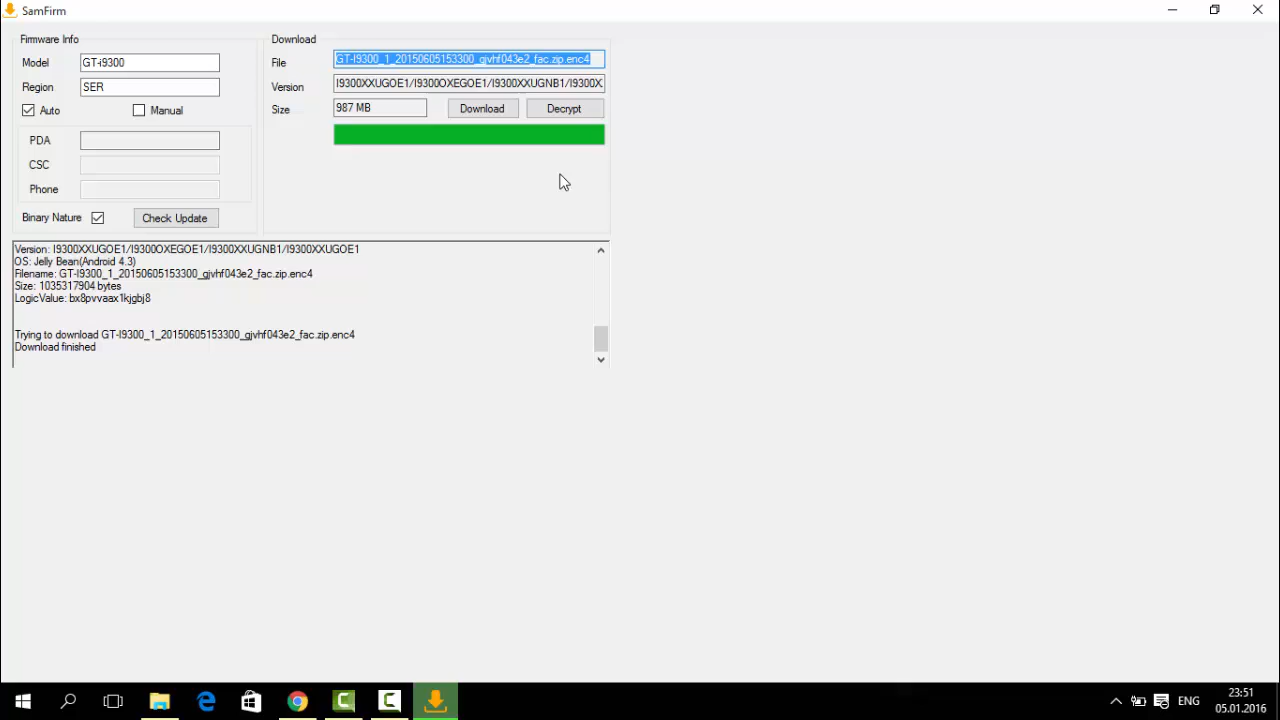 SamFirm
Firmware Info
Model GT-i9300
Region SER
Auto Manual
PDA
CSC
Phone
Binary Nature Check Update
Download
File GT-I9300_1_20150605153300_gjvhf043e2_fac.zip.enc4
Version I9300XXUGOE1/I9300OXEGOE1/I9300XXUGNB1/I9300X
Size 987 MB Download Decrypt
Version: I9300XXUGOE1/I9300OXEGOE1/I9300XXUGNB1/I9300XXUGOE1
OS: Jelly Bean(Android 4.3)
Filename: GT-I9300_1_20150605153300_gjvhf043e2_fac.zip.enc4
Size: 1035317904 bytes
LogicValue: bx8pvvaax1kjgbj8
Trying to download GT-I9300_1_20150605153300_gjvhf043e2_fac.zip.enc4
Download finished
ENG
23:51
05.01.2016